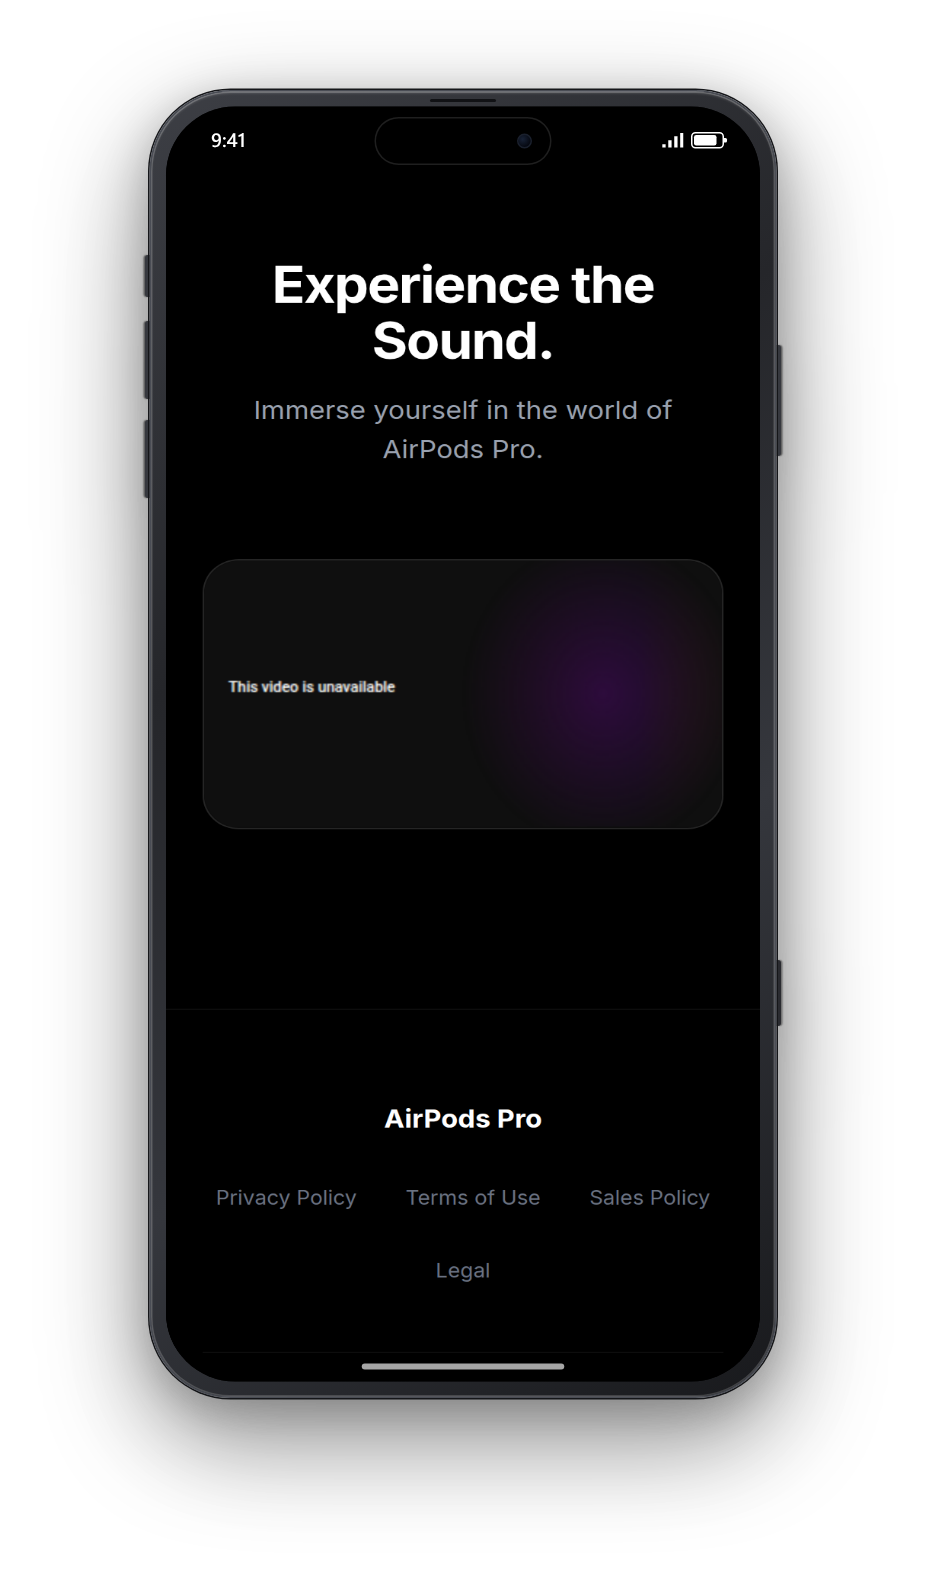 9:41
Experience the
Sound.
Immerse yourself in the world of
AirPods Pro.
This video is unavailable
AirPods Pro
Privacy Policy Terms of Use Sales Policy
Legal